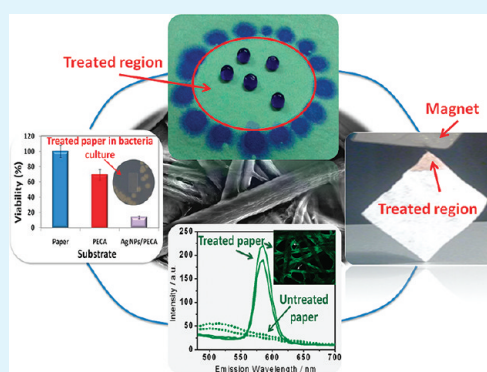 Treated region
Magnet
Treated region
Treated paper in bacteria
culture
Viability (%)
120
100
80
60
40
20
0
Paper
PECA
AgNPs/PECA
Substrate
Treated paper
Untreated
paper
Intensity / a.u.
250
200
150
100
50
0
500
550
600
650
700
Emission Wavelength / nm